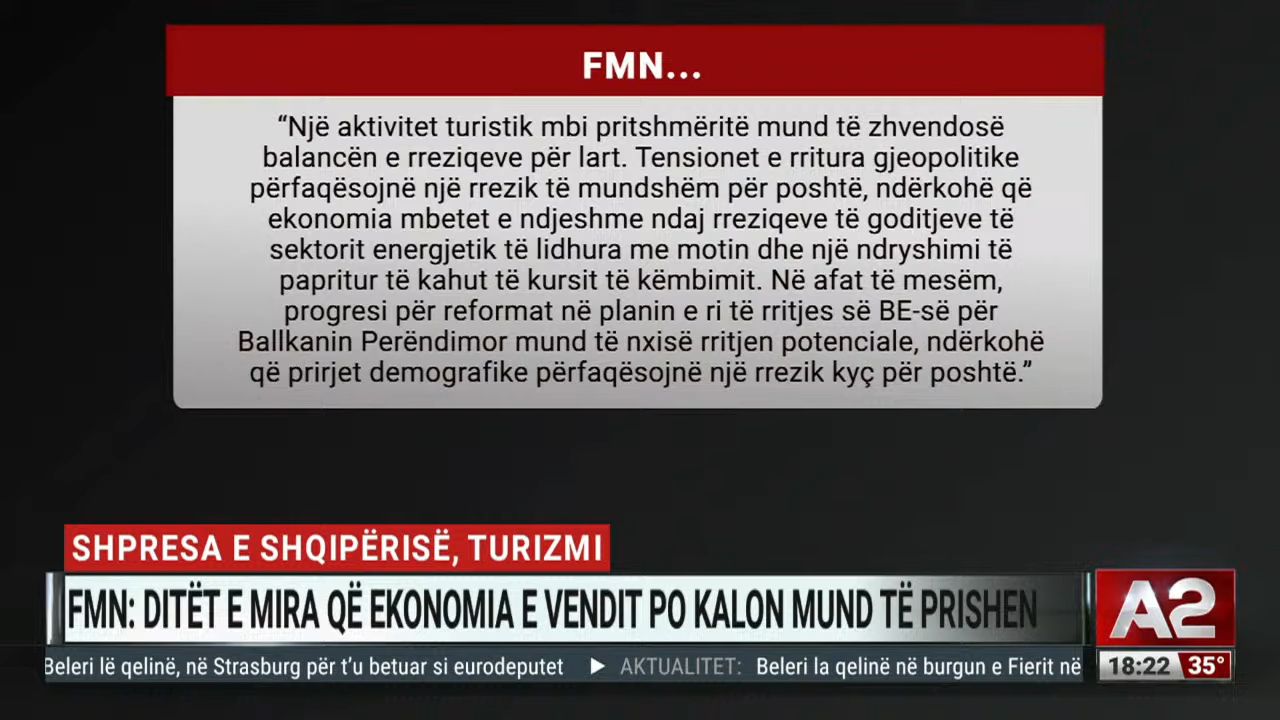 FMN...
“Një aktivitet turistik mbi pritshmëritë mund të zhvendosë
balancën e rreziqeve për lart. Tensionet e rritura gjeopolitike
përfaqësojnë një rrezik të mundshëm për poshtë, ndërkohë që
ekonomia mbetet e ndjeshme ndaj rreziqeve të goditjeve të
sektorit energjetik të lidhura me motin dhe një ndryshimi të
papritur të kahut të kursit të këmbimit. Në afat të mesëm,
progresi për reformat në planin e ri të rritjes së BE-së për
Ballkanin Perëndimor mund të nxisë rritjen potenciale, ndërkohë
që prirjet demografike përfaqësojnë një rrezik kyç për poshtë.”
SHPRESA E SHQIPËRISË, TURIZMI
FMN: DITËT E MIRA QË EKONOMIA E VENDIT PO KALON MUND TË PRISHEN
A2
Beleri lë qelinë, në Strasburg për t’u betuar si eurodeputet ▶ AKTUALITET: Beleri la qelinë në burgun e Fierit në
18:22 35°